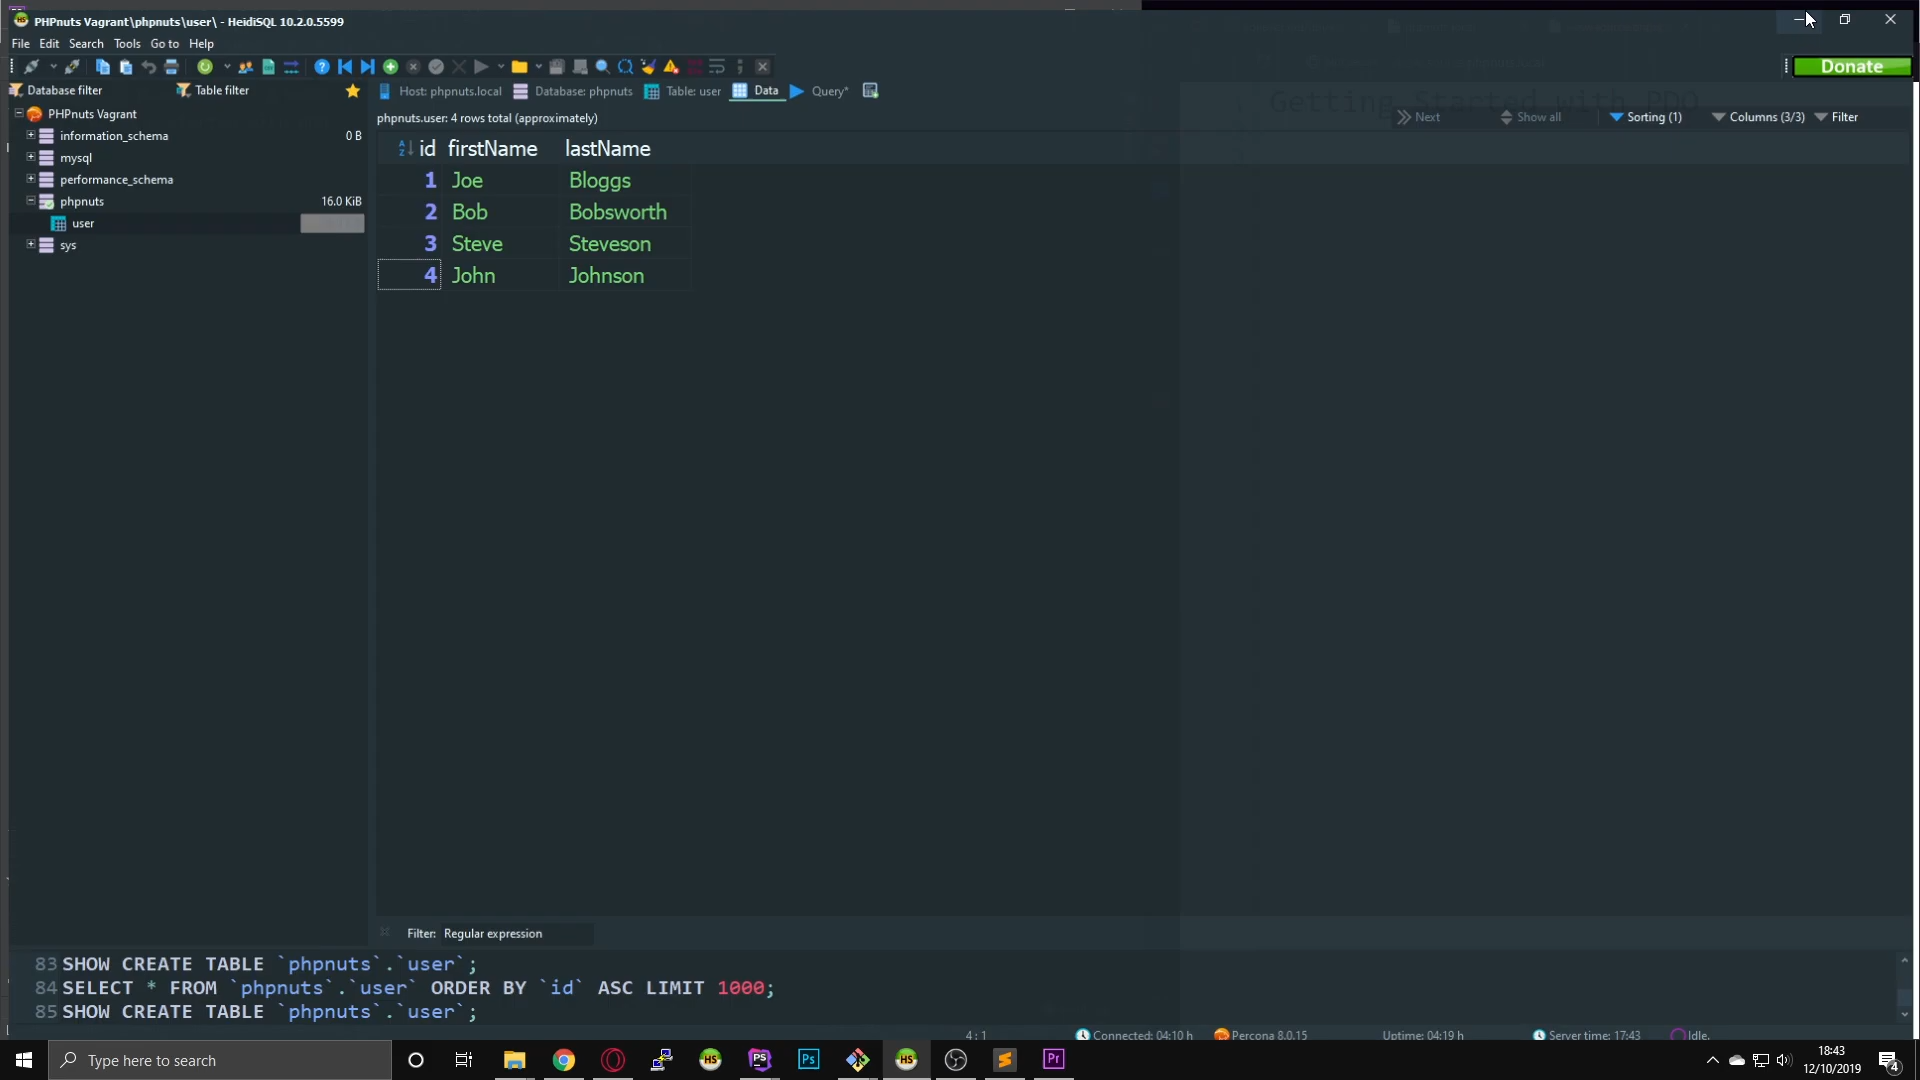 PHPnuts Vagrant\phpnuts\user\ - HeidiSQL 10.2.0.5599
File Edit Search Tools Go to Help
Donate
Database filter Table filter Host: phpnuts.local Database: phpnuts Table: user Data Query*
Getting Started with PDO
phpnuts.user: 4 rows total (approximately) Next Show all Sorting (1) Columns (3/3) Filter
PHPnuts Vagrant
information_schema 0 B
mysql
performance_schema
phpnuts 16.0 KiB
user
sys
id firstName lastName
1 Joe Bloggs
2 Bob Bobsworth
3 Steve Steveson
4 John Johnson
Filter: Regular expression
83 SHOW CREATE TABLE `phpnuts`.`user`;
84 SELECT * FROM `phpnuts`.`user` ORDER BY `id` ASC LIMIT 1000;
85 SHOW CREATE TABLE `phpnuts`.`user`;
4 : 1 Connected: 04:10 h Percona 8.0.15 Uptime: 04:19 h Server time: 17:43 Idle.
Type here to search
18:43
12/10/2019
4